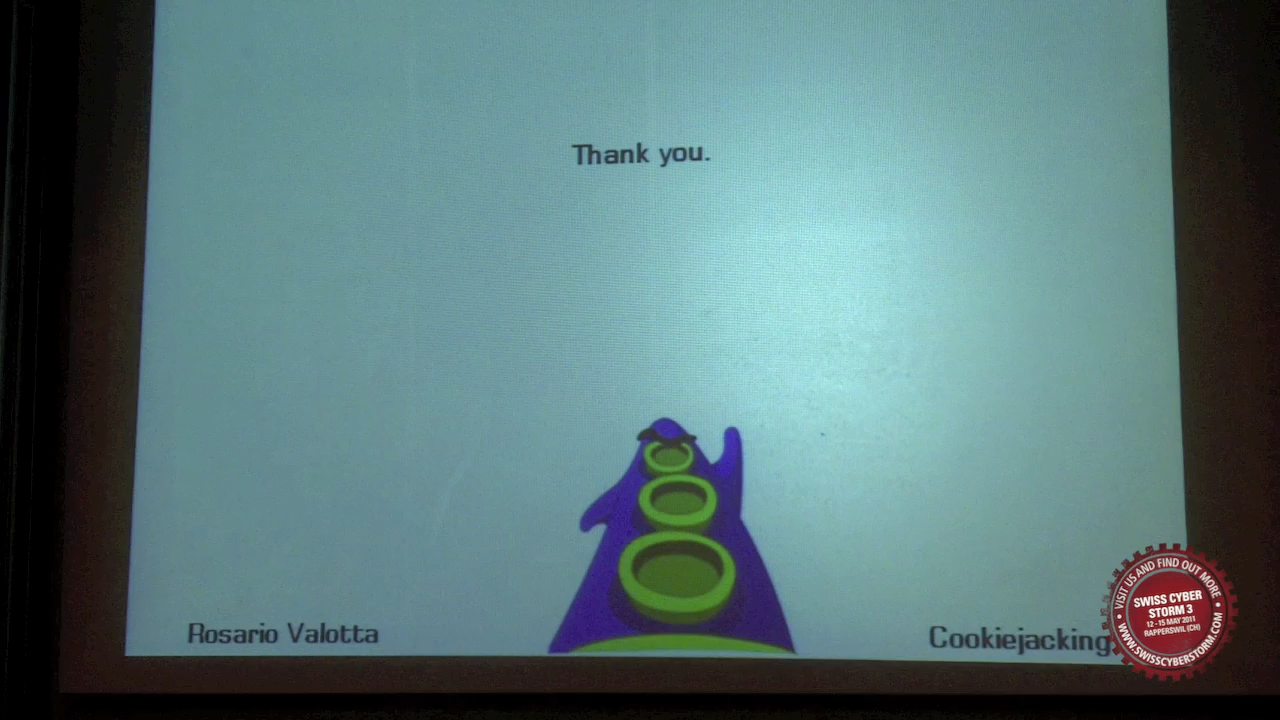 Thank you.
Rosario Valotta
Cookiejacking
VISIT US AND FIND OUT MORE
SWISS CYBER
STORM 3
12 - 15 MAY 2011
RAPPERSWIL (CH)
WWW.SWISSCYBERSTORM.COM